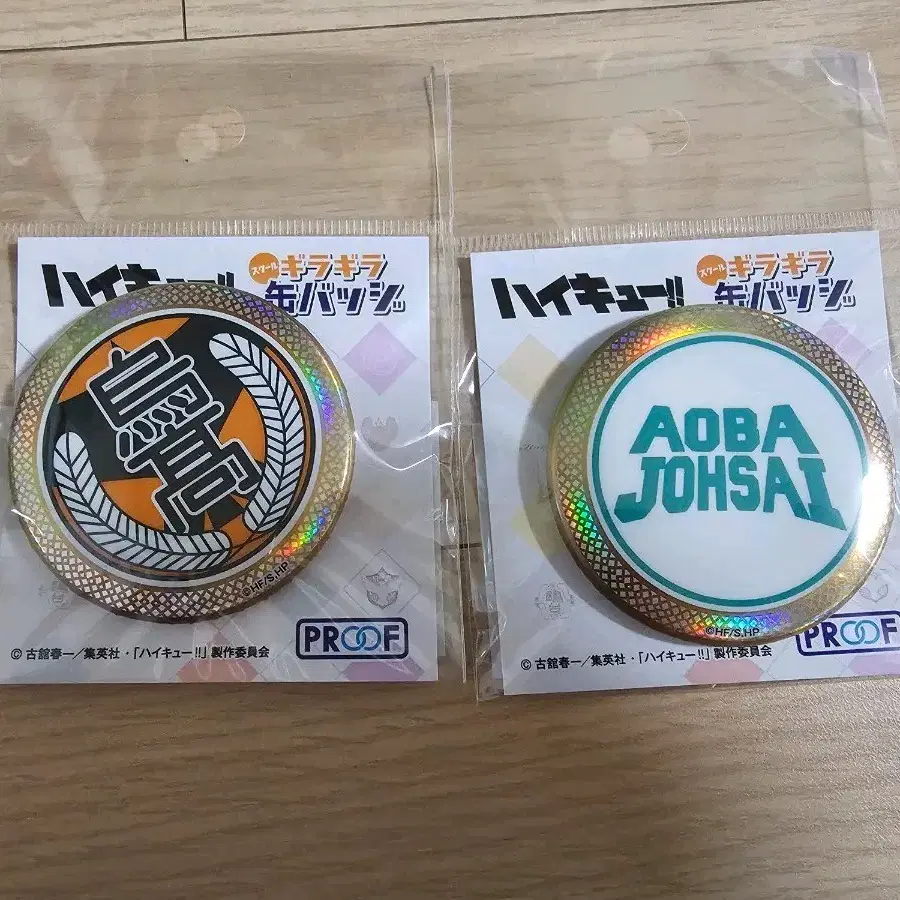 ハイキュー!!
スクール
ギラギラ
缶バッジ
烏野高
©HF/S,HP
© 古舘春一/集英社・「ハイキュー!!」製作委員会
PROOF
ハイキュー!!
スクール
ギラギラ
缶バッジ
AOBA
JOHSAI
©HF/S.HP
© 古舘春一/集英社・「ハイキュー!!」製作委員会
PROOF